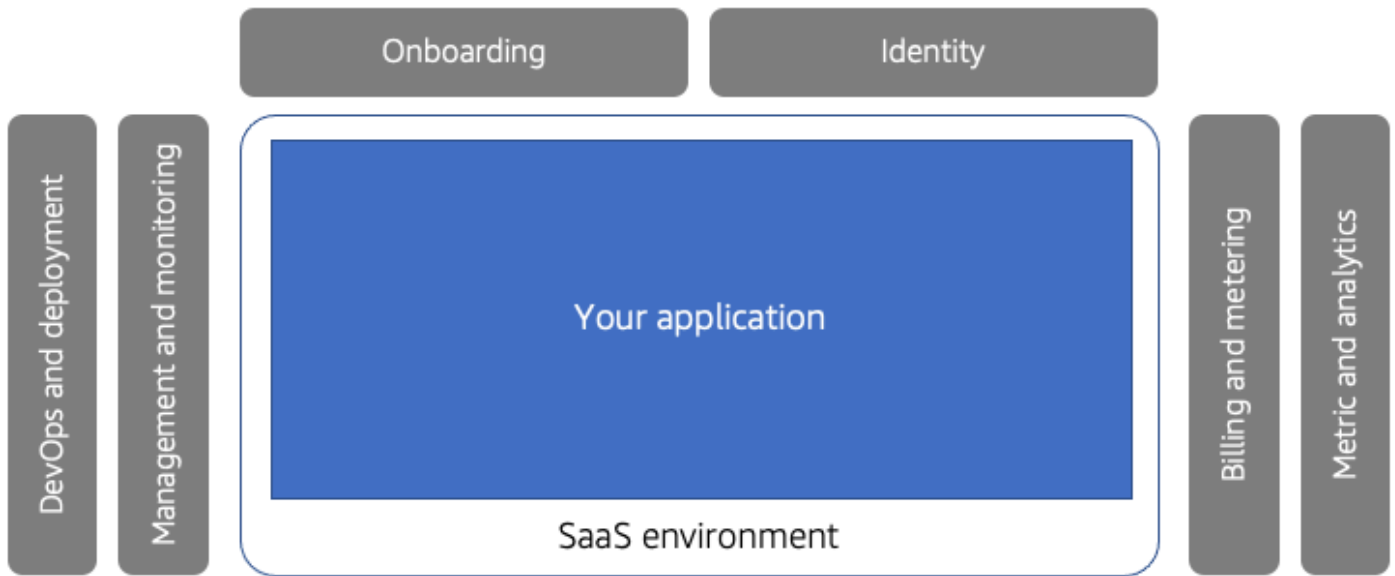 Onboarding
Identity
DevOps and deployment
Management and monitoring
Your application
SaaS environment
Billing and metering
Metric and analytics